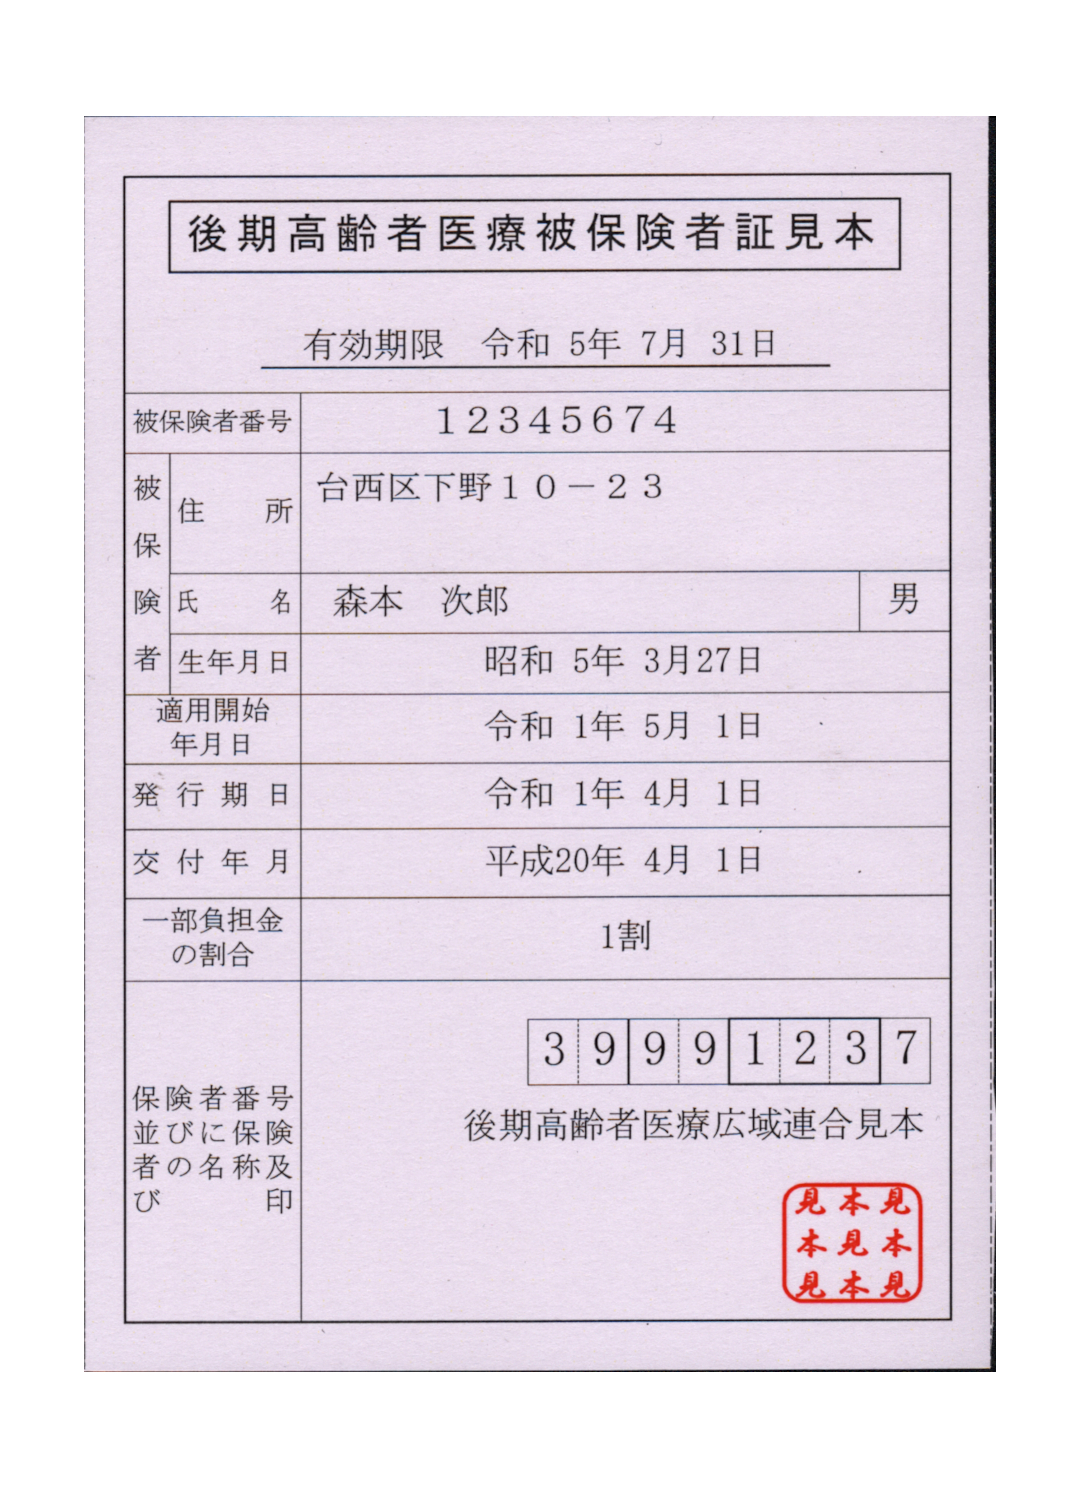 後期高齢者医療被保険者証見本
有効期限 令和 5年 7月 31日
被保険者番号 １２３４５６７４
被保険者
住所 台西区下野１０－２３
氏名 森本 次郎 男
生年月日 昭和 5年 3月27日
適用開始
年月日 令和 1年 5月 1日
発行期日 令和 1年 4月 1日
交付年月 平成20年 4月 1日
一部負担金
の割合 1割
保険者番号
並びに保険
者の名称及
び印
3 9 9 9 1 2 3 7
後期高齢者医療広域連合見本
見本見
本見本
見本見